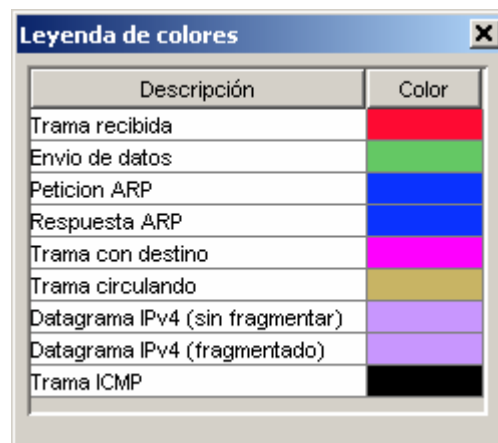 Leyenda de colores
Descripción Color
Trama recibida
Envio de datos
Peticion ARP
Respuesta ARP
Trama con destino
Trama circulando
Datagrama IPv4 (sin fragmentar)
Datagrama IPv4 (fragmentado)
Trama ICMP